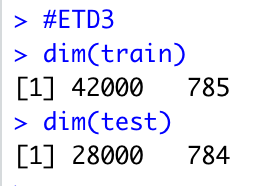 > #ETD3
> dim(train)
[1] 42000   785
> dim(test)
[1] 28000   784